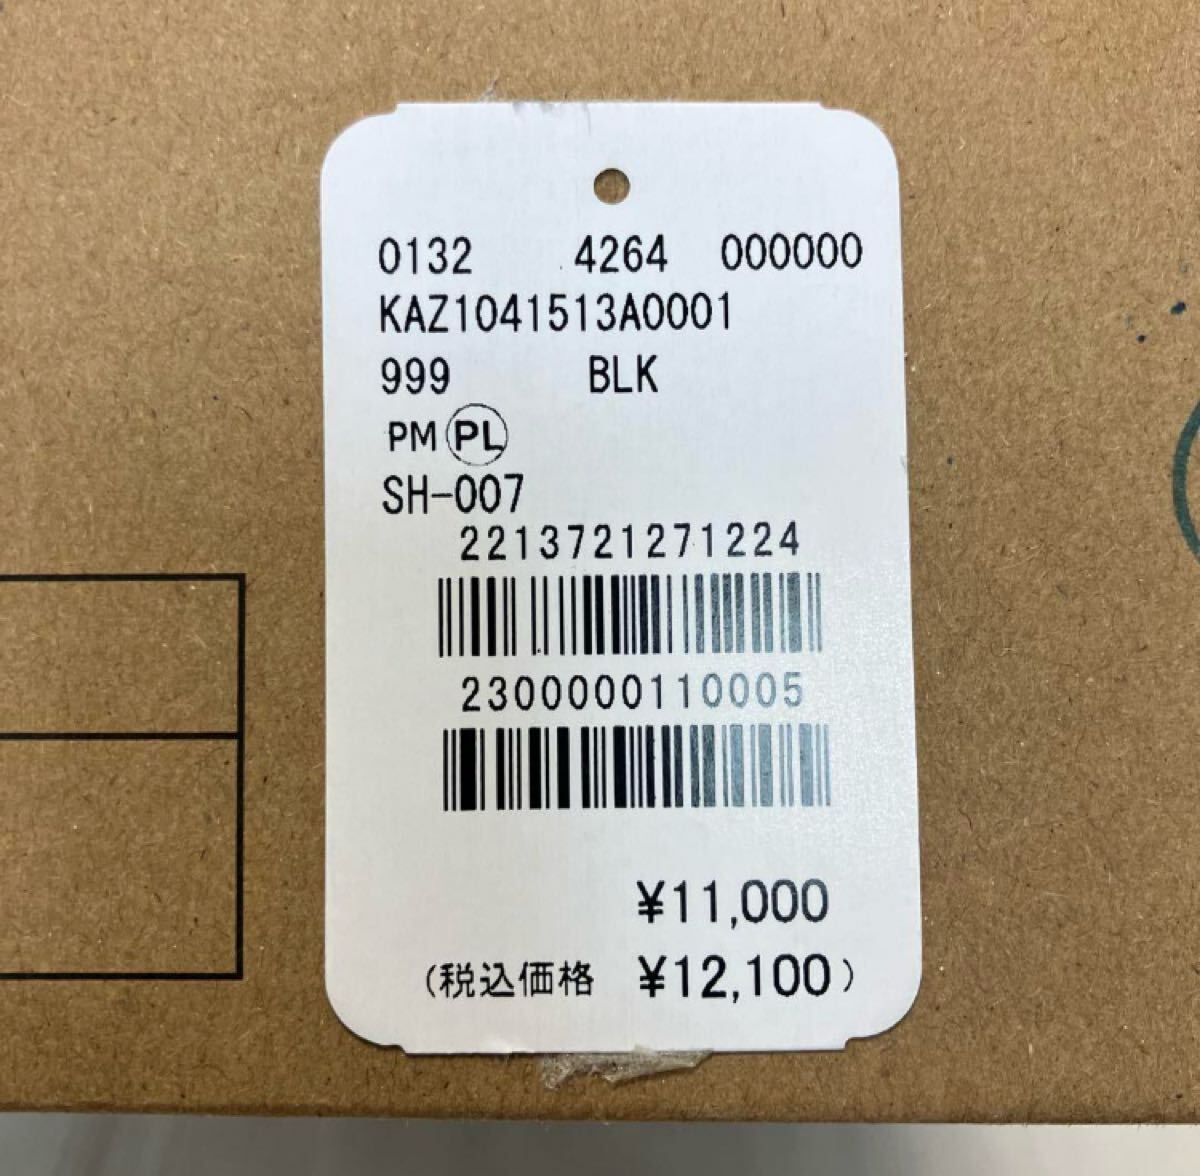 0132 4264 000000
KAZ1041513A0001
999 BLK
PM PL
SH-007
2213721271224
2300000110005
¥11,000
(税込価格 ¥12,100)